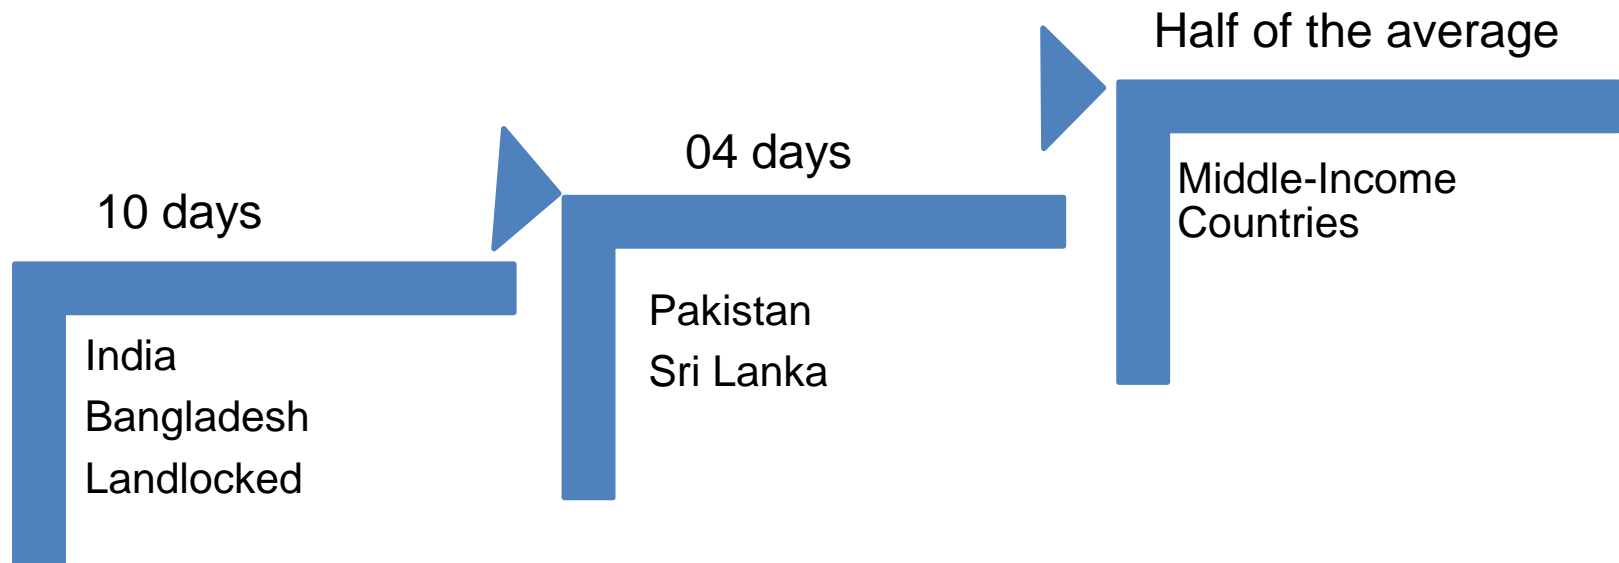 10 days
India
Bangladesh
Landlocked
04 days
Pakistan
Sri Lanka
Half of the average
Middle-Income
Countries